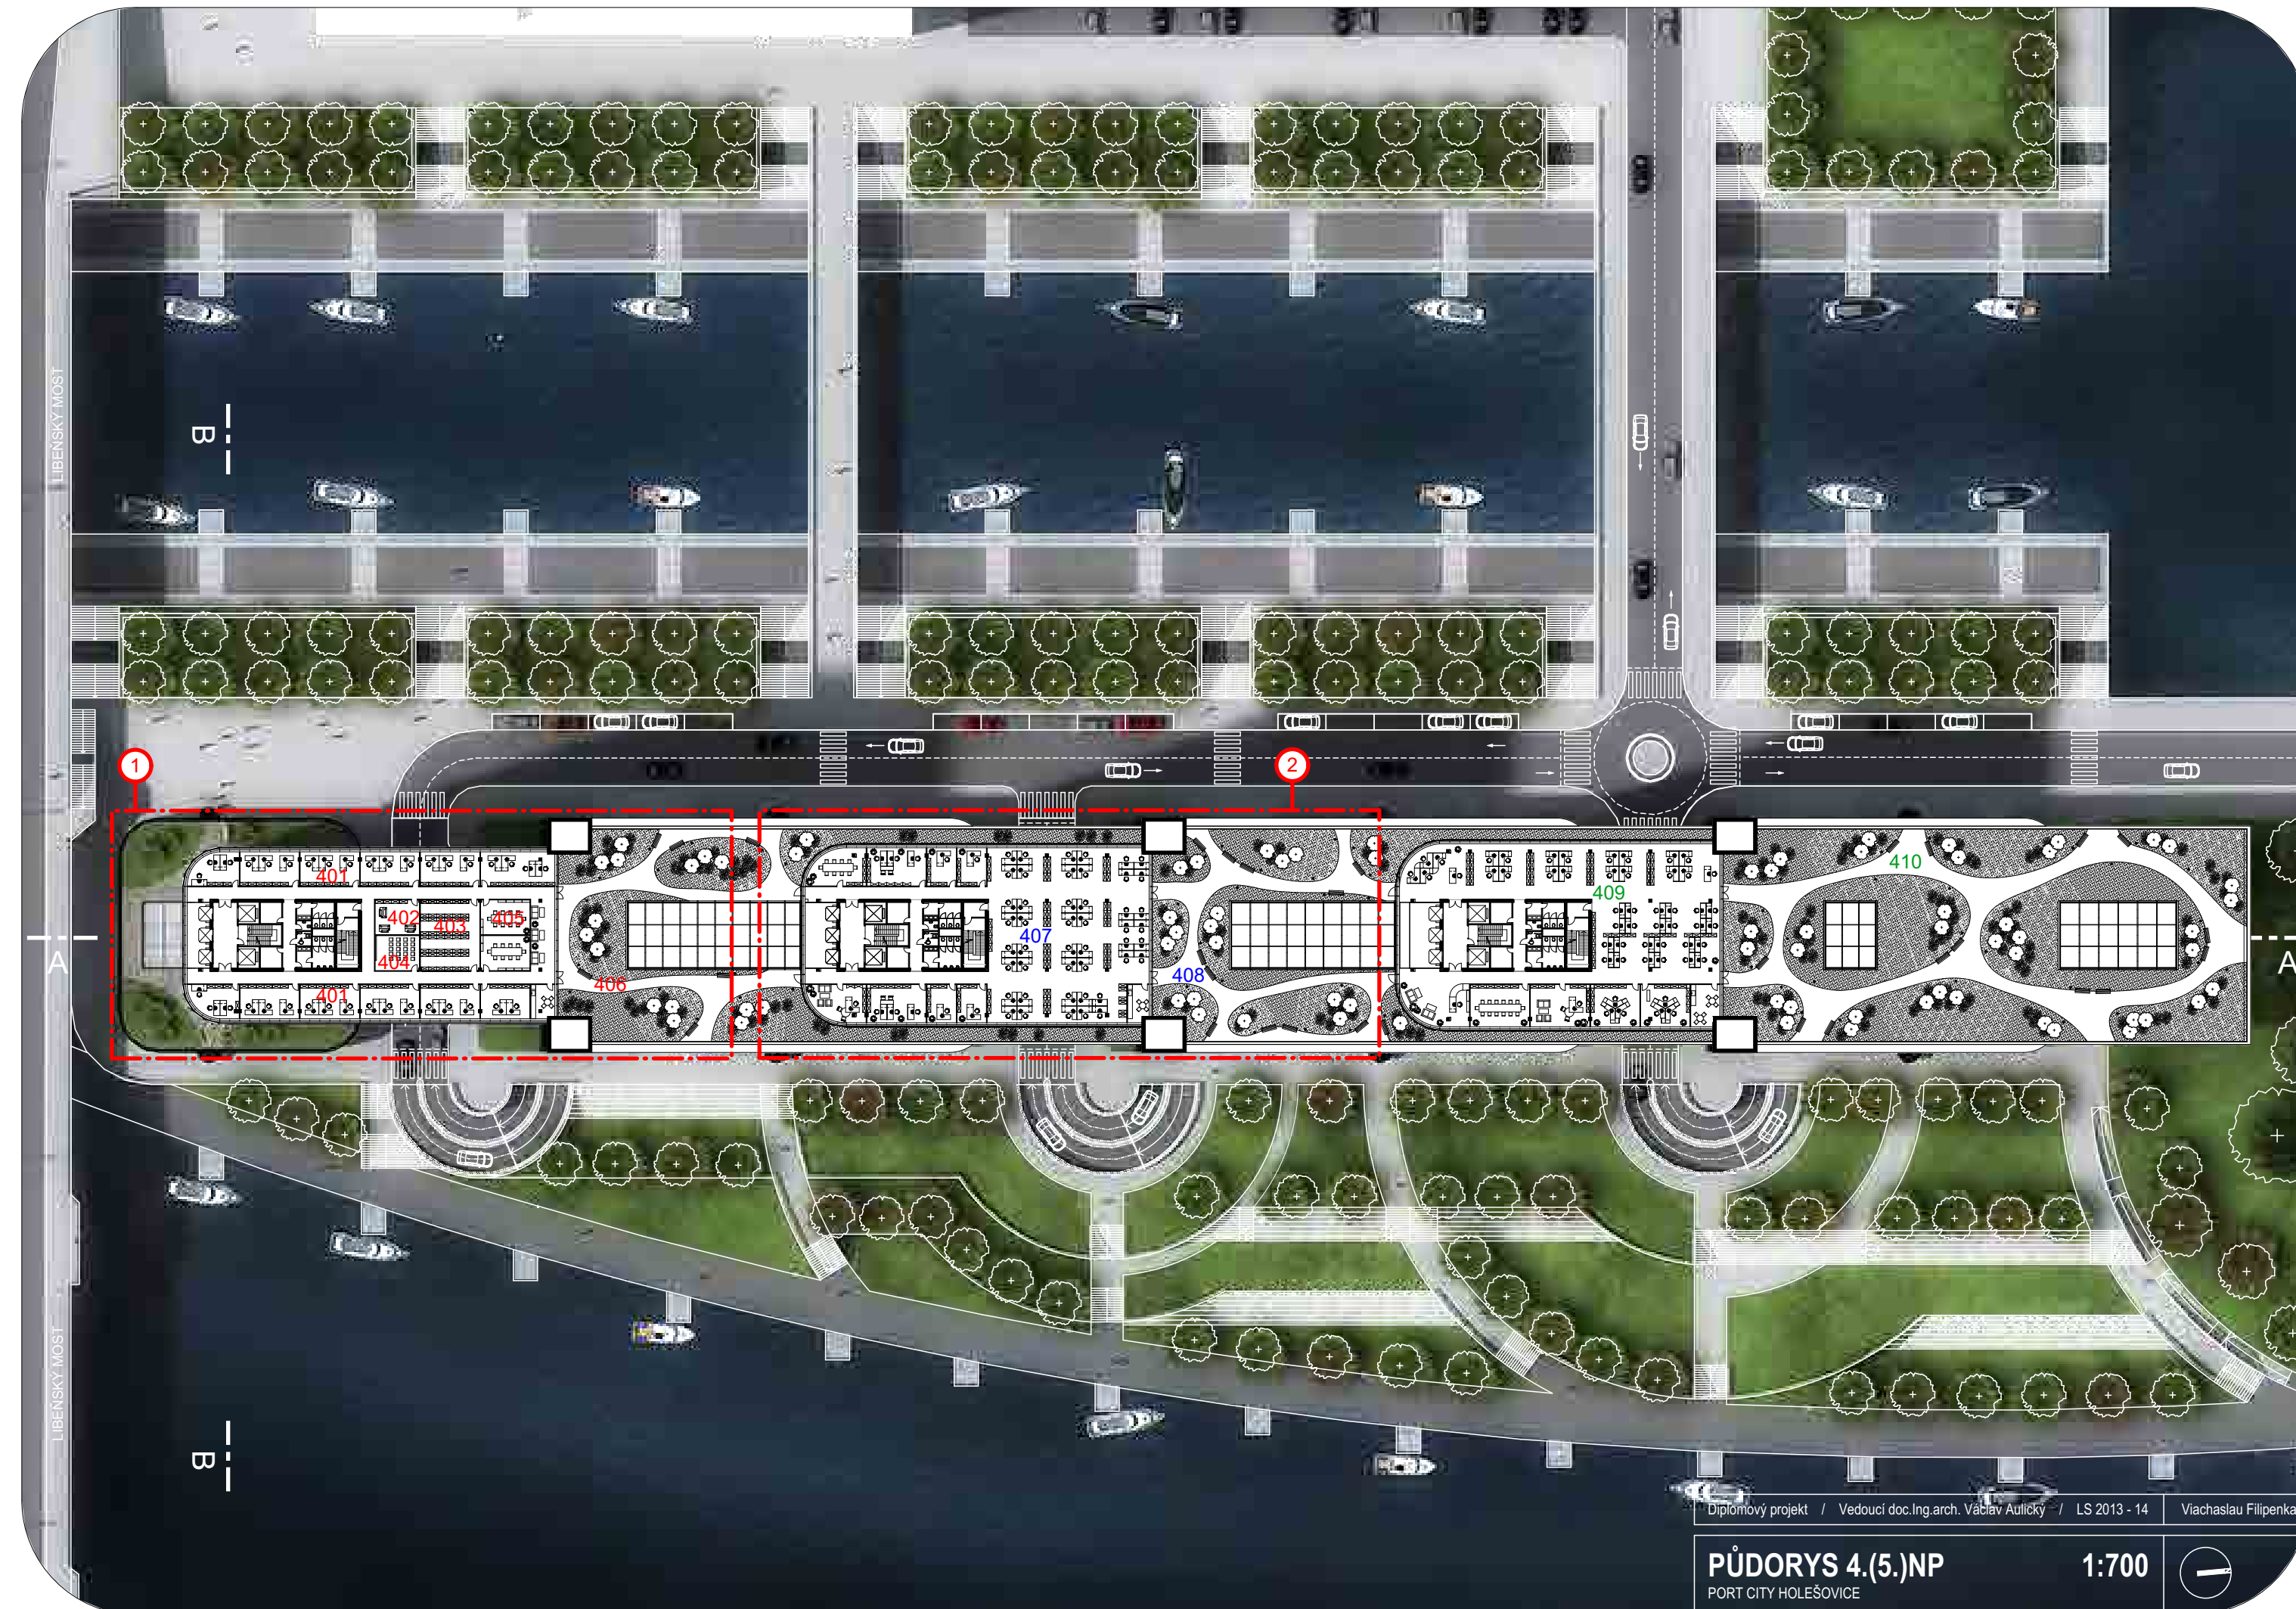 LIBEŇSKÝ MOST
B
1
2
401
402
403
404
405
401
406
407
408
409
410
A
A
LIBEŇSKÝ MOST
B
Diplomový projekt / Vedoucí doc.Ing.arch. Václav Aulický / LS 2013 - 14
Viachaslau Filipenka
PŮDORYS 4.(5.)NP
1:700
PORT CITY HOLEŠOVICE